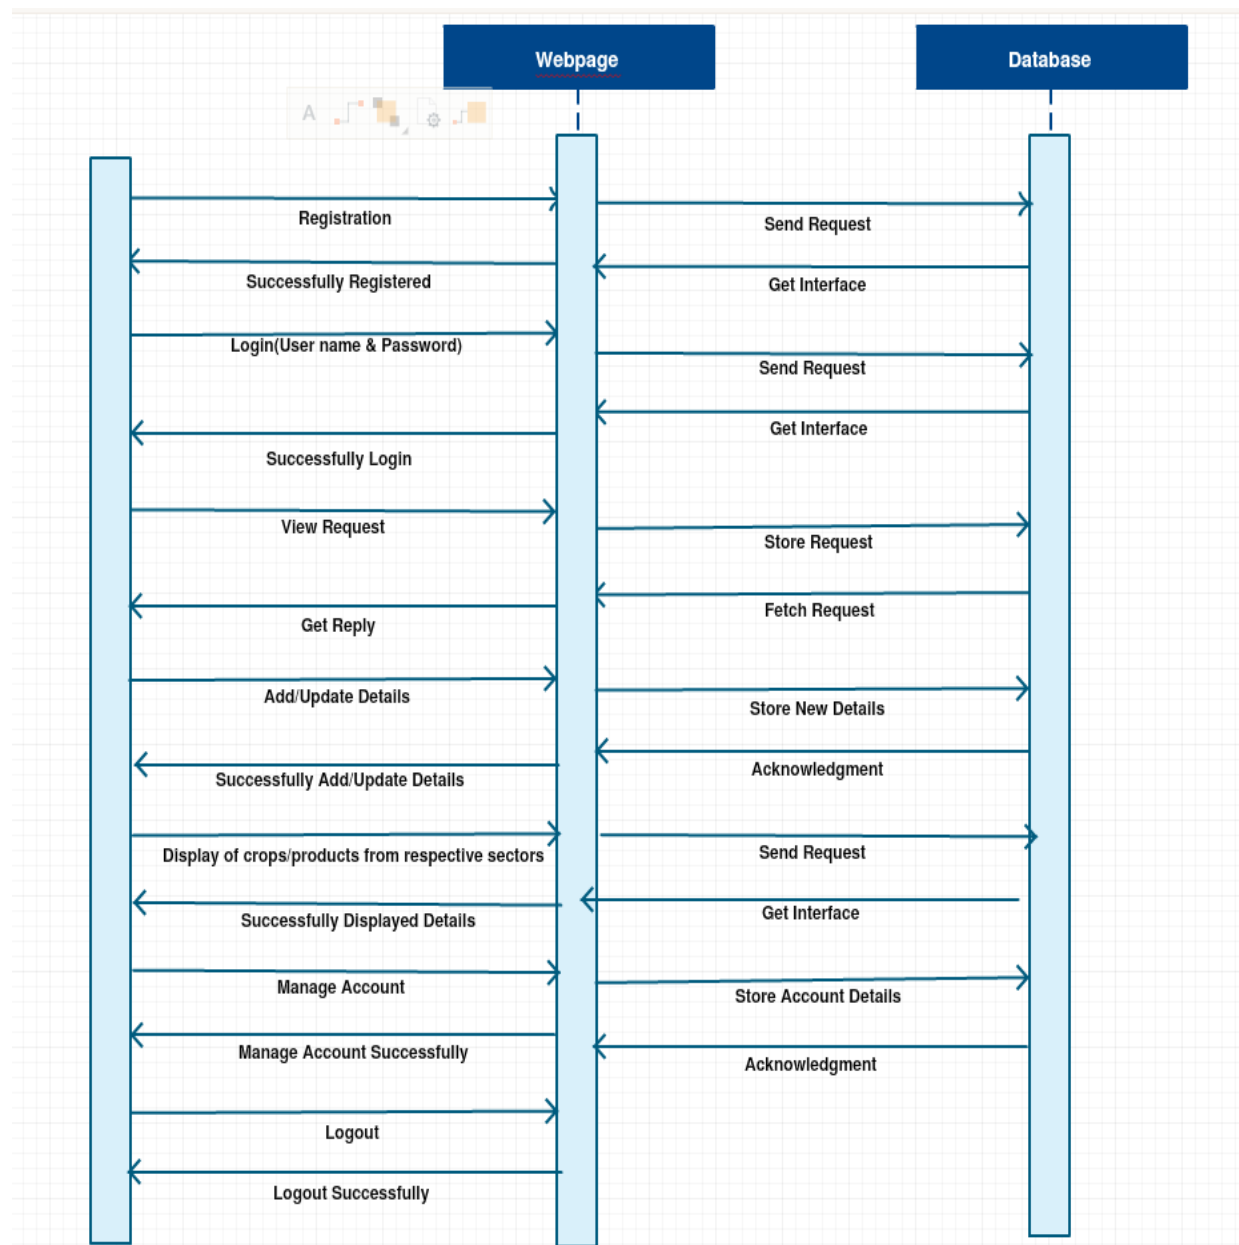 Webpage
Database
A
Registration
Send Request
Successfully Registered
Get Interface
Login(User name & Password)
Send Request
Get Interface
Successfully Login
View Request
Store Request
Fetch Request
Get Reply
Add/Update Details
Store New Details
Acknowledgment
Successfully Add/Update Details
Display of crops/products from respective sectors
Send Request
Successfully Displayed Details
Get Interface
Manage Account
Store Account Details
Manage Account Successfully
Acknowledgment
Logout
Logout Successfully